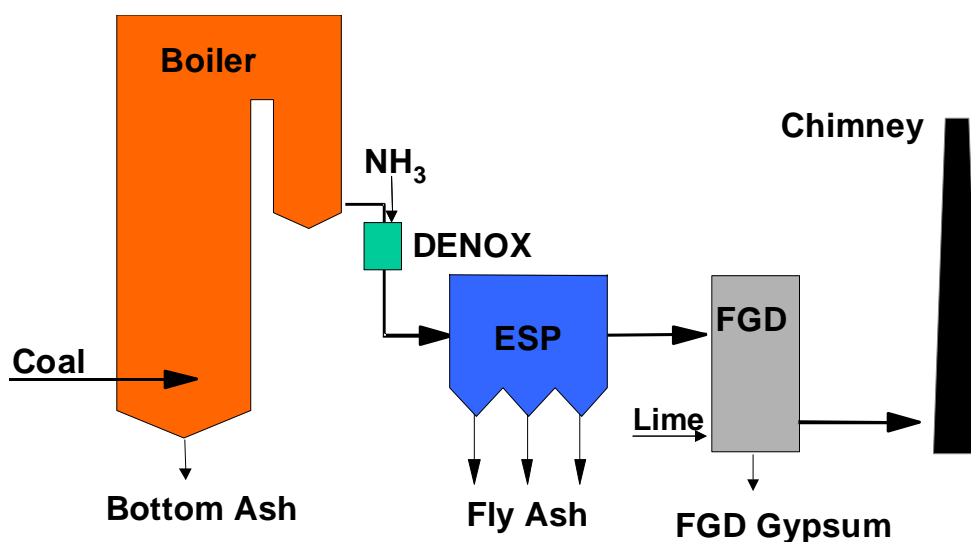 Boiler
Chimney
NH₃
DENOX
ESP
FGD
Coal
Lime
Bottom Ash
Fly Ash
FGD Gypsum